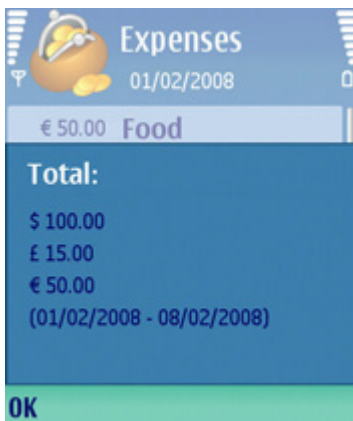 Expenses
01/02/2008
€ 50.00 Food
Total:
$ 100.00
£ 15.00
€ 50.00
(01/02/2008 - 08/02/2008)
OK